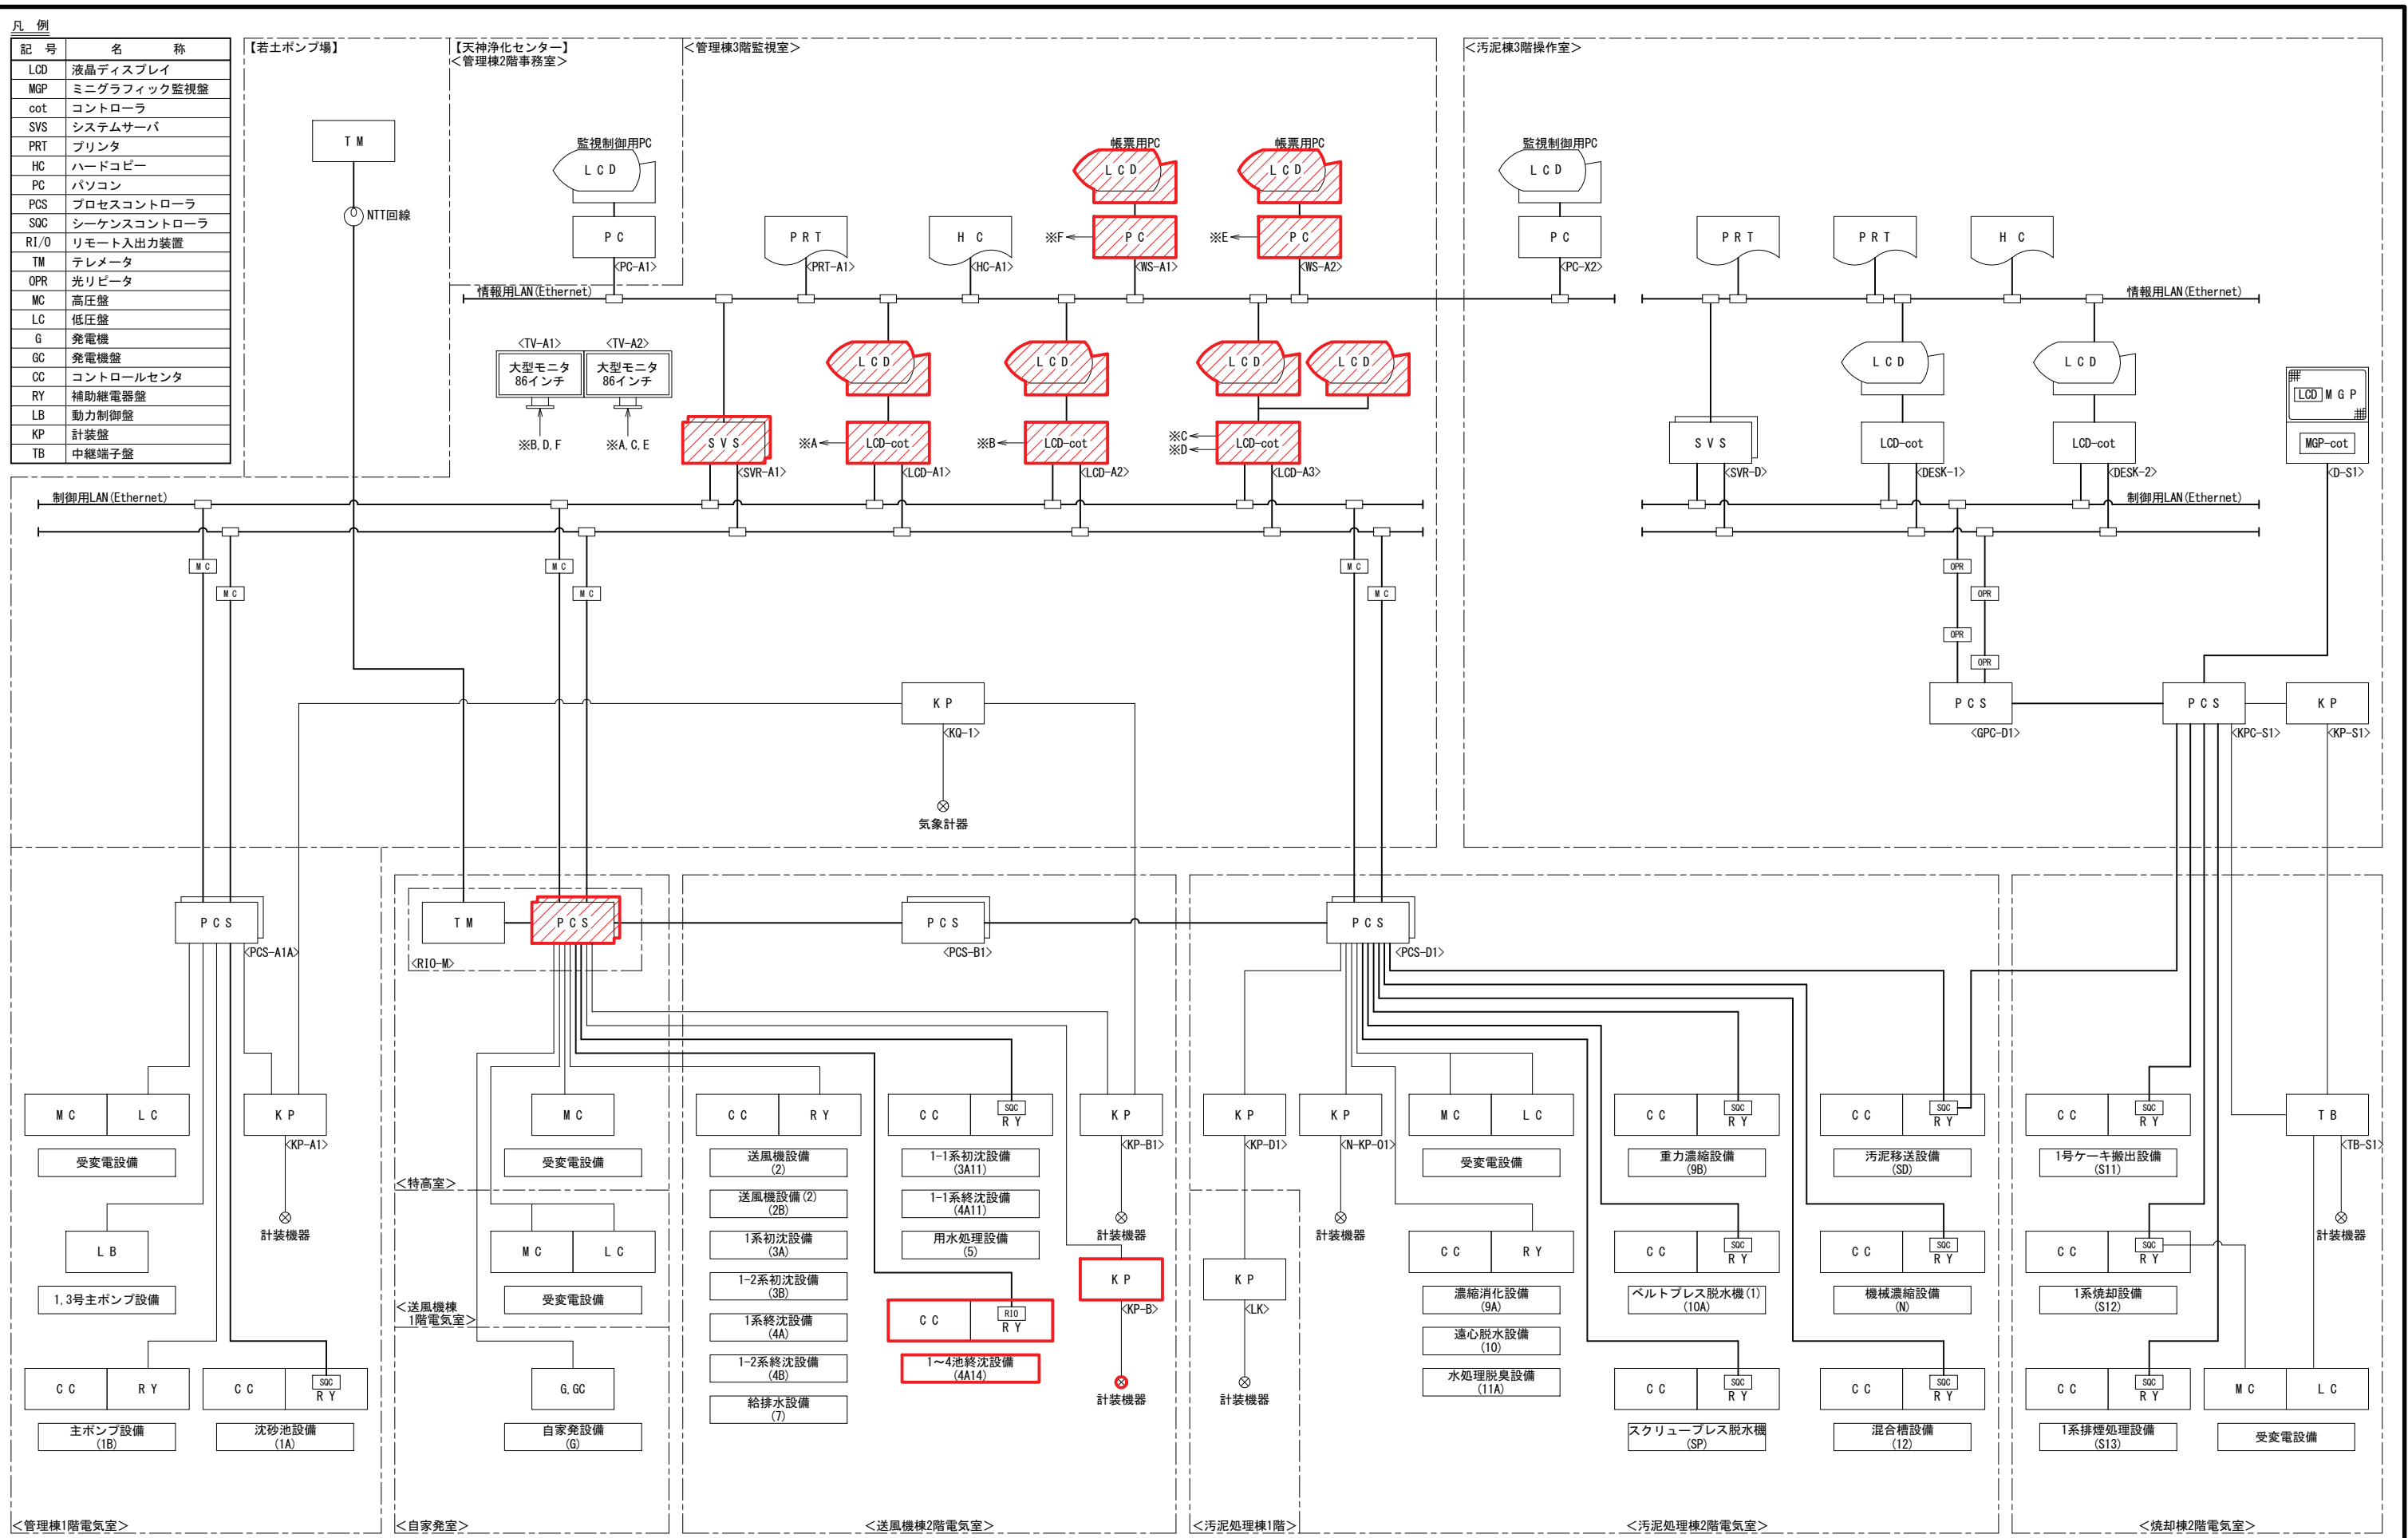 凡 例
記 号 名 称
LCD 液晶ディスプレイ
MGP ミニグラフィック監視盤
cot コントローラ
SVS システムサーバ
PRT プリンタ
HC ハードコピー
PC パソコン
PCS プロセスコントローラ
SQC シーケンスコントローラ
RI/O リモート入出力装置
TM テレメータ
OPR 光リピータ
MC 高圧盤
LC 低圧盤
G 発電機
GC 発電機盤
CC コントロールセンタ
RY 補助継電器盤
LB 動力制御盤
KP 計装盤
TB 中継端子盤
【若土ポンプ場】
TM
NTT回線
【天神浄化センター】
<管理棟2階事務室>
監視制御用PC
LCD
PC
<PC-A1>
<管理棟3階監視室>
帳票用PC
帳票用PC
LCD
LCD
PRT
<PRT-A1>
HC
<HC-A1>
※F
PC
<WS-A1>
※E
PC
<WS-A2>
情報用LAN(Ethernet)
<TV-A1>
<TV-A2>
大型モニタ
86インチ
大型モニタ
86インチ
※B,D,F
※A,C,E
SVS
<SVR-A1>
LCD
※A
LCD-cot
<LCD-A1>
LCD
※B
LCD-cot
<LCD-A2>
LCD
LCD
※C
※D
LCD-cot
<LCD-A3>
制御用LAN(Ethernet)
MC
MC
MC
MC
MC
MC
KP
<KQ-1>
気象計器
<汚泥棟3階操作室>
監視制御用PC
LCD
PC
<PC-X2>
PRT
PRT
HC
情報用LAN(Ethernet)
SVS
<SVR-D>
LCD
LCD-cot
<DESK-1>
LCD
LCD-cot
<DESK-2>
LCD MGP
MGP-cot
<D-S1>
制御用LAN(Ethernet)
OPR
OPR
OPR
OPR
PCS
<GPC-D1>
PCS
<KPC-S1>
KP
<KP-S1>
PCS
<PCS-A1A>
MC
LC
受変電設備
KP
<KP-A1>
計装機器
LB
1,3号主ポンプ設備
CC
RY
主ポンプ設備
(1B)
CC
SQC
RY
沈砂池設備
(1A)
<管理棟1階電気室>
TM
PCS
<RIO-M>
MC
受変電設備
<特高室>
MC
LC
受変電設備
<送風機棟
1階電気室>
G,GC
自家発設備
(G)
<自家発室>
PCS
<PCS-B1>
CC
RY
送風機設備
(2)
送風機設備(2)
(2B)
1系初沈設備
(3A)
1-2系初沈設備
(3B)
1系終沈設備
(4A)
1-2系終沈設備
(4B)
給排水設備
(7)
CC
SQC
RY
1-1系初沈設備
(3A11)
1-1系終沈設備
(4A11)
用水処理設備
(5)
CC
RIO
RY
1〜4池終沈設備
(4A14)
KP
<KP-B1>
計装機器
KP
<KP-B>
計装機器
<送風機棟2階電気室>
PCS
<PCS-D1>
KP
<KP-D1>
KP
<LK>
計装機器
<汚泥処理棟1階>
KP
<N-KP-01>
計装機器
MC
LC
受変電設備
CC
RY
濃縮消化設備
(9A)
遠心脱水設備
(10)
水処理脱臭設備
(11A)
CC
SQC
RY
重力濃縮設備
(9B)
CC
SQC
RY
ベルトプレス脱水機(1)
(10A)
CC
SQC
RY
スクリュープレス脱水機
(SP)
CC
SQC
RY
汚泥移送設備
(SD)
CC
SQC
RY
機械濃縮設備
(N)
CC
SQC
RY
混合槽設備
(12)
<汚泥処理棟2階電気室>
CC
SQC
RY
1号ケーキ搬出設備
(S11)
CC
SQC
RY
1系焼却設備
(S12)
CC
SQC
RY
1系排煙処理設備
(S13)
TB
<TB-S1>
計装機器
MC
LC
受変電設備
<焼却棟2階電気室>